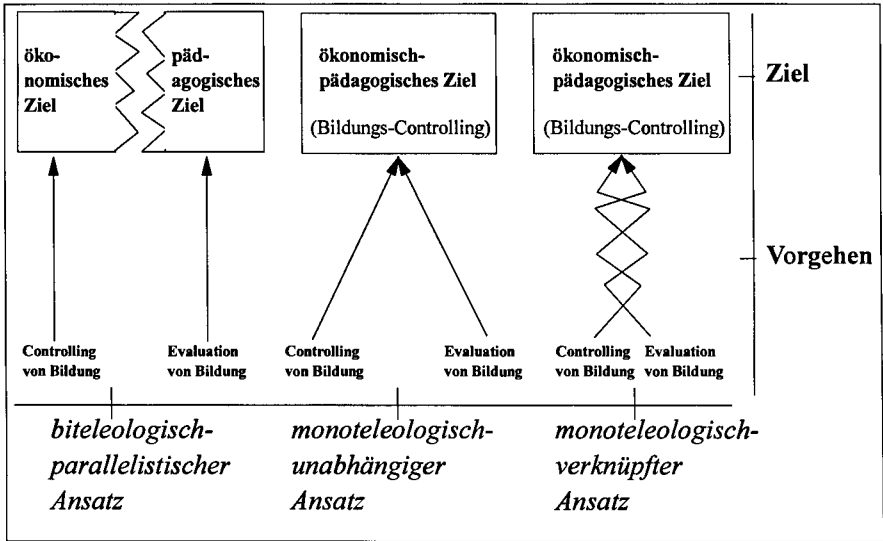 öko-
nomisches
Ziel
päd-
agogisches
Ziel
ökonomisch-
pädagogisches Ziel
(Bildungs-Controlling)
ökonomisch-
pädagogisches Ziel
(Bildungs-Controlling)
Ziel
Vorgehen
Controlling
von Bildung
Evaluation
von Bildung
Controlling
von Bildung
Evaluation
von Bildung
Controlling
von Bildung
Evaluation
von Bildung
biteleologisch-
parallelistischer
Ansatz
monoteleologisch-
unabhängiger
Ansatz
monoteleologisch-
verknüpfter
Ansatz